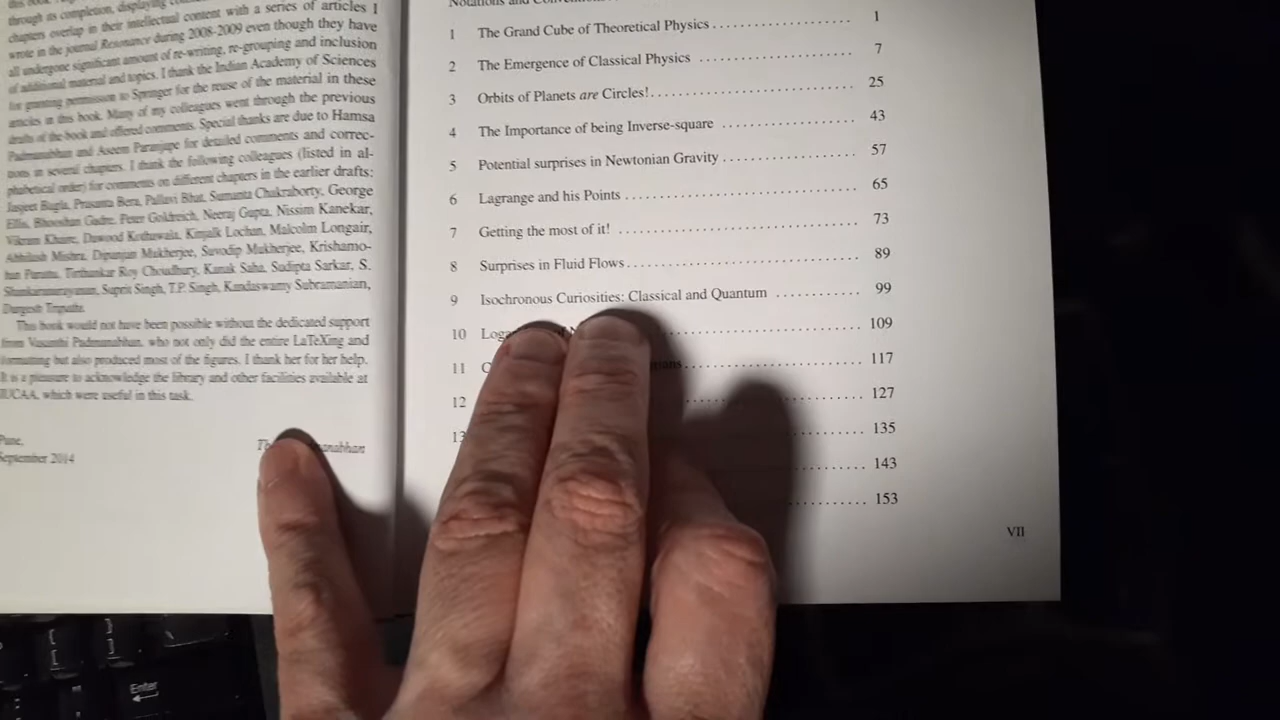 through its completion, displaying
chapters overlap in their intellectual content with a series of articles I
wrote in the journal Resonance during 2008-2009 even though they have
all undergone significant amount of re-writing, re-grouping and inclusion
of additional material and topics. I thank the Indian Academy of Sciences
for granting permission to Springer for the reuse of the material in these
articles in this book. Many of my colleagues went through the previous
drafts of the book and offered comments. Special thanks are due to Hamsa
Padmanabhan and Aseem Paranjape for detailed comments and correc-
tions in several chapters. I thank the following colleagues (listed in al-
phabetical order) for comments on different chapters in the earlier drafts:
Jasjeet Bagla, Prasanta Bera, Pallavi Bhat, Sumanta Chakraborty, George
Ellis, Bhooshan Gadre, Peter Goldreich, Neeraj Gupta, Nissim Kanekar,
Vikram Khaire, Dawood Kothawala, Kinjalk Lochan, Malcolm Longair,
Abhilash Mishra, Dipanjan Mukherjee, Suvodip Mukherjee, Krishamo-
han Parattu, Tirthankar Roy Choudhury, Kanak Saha, Sudipta Sarkar, S.
Shankaranarayanan, Suprit Singh, T.P. Singh, Kandaswamy Subramanian,
Durgesh Tripathi.
This book would not have been possible without the dedicated support
from Vasanthi Padmanabhan, who not only did the entire LaTeXing and
formatting but also produced most of the figures. I thank her for her help.
It is a pleasure to acknowledge the library and other facilities available at
IUCAA, which were useful in this task.
Pune,
September 2014
Notations and
1 The Grand Cube of Theoretical Physics 1
2 The Emergence of Classical Physics 7
3 Orbits of Planets are Circles! 25
4 The Importance of being Inverse-square 43
5 Potential surprises in Newtonian Gravity 57
6 Lagrange and his Points 65
7 Getting the most of it! 73
8 Surprises in Fluid Flows 89
9 Isochronous Curiosities: Classical and Quantum 99
10 109
11 117
12 127
13 135
143
153
VII
[
{
]
}
"
Enter